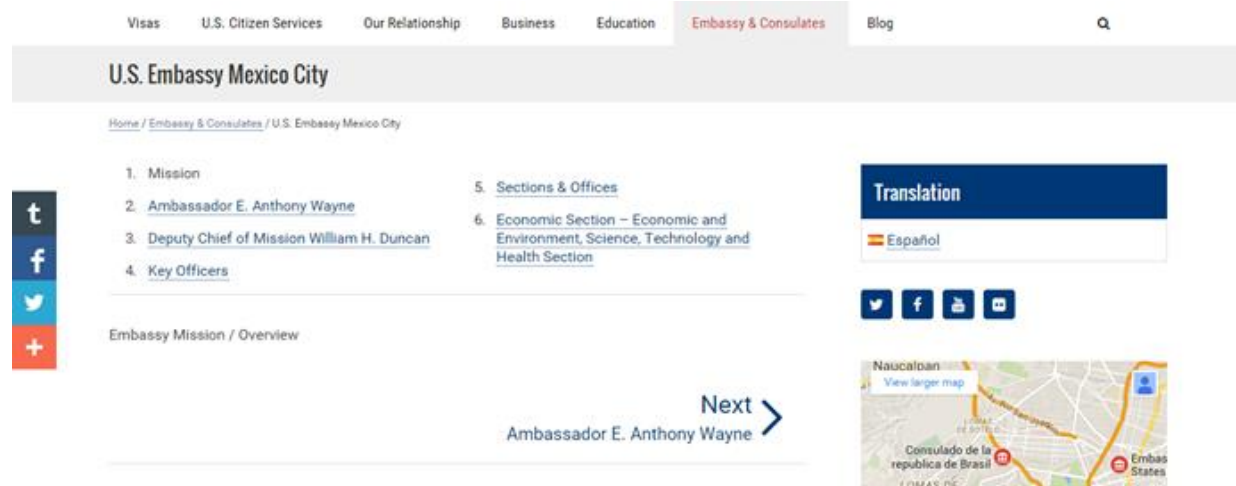 Visas U.S. Citizen Services Our Relationship Business Education Embassy & Consulates Blog
U.S. Embassy Mexico City
Home / Embassy & Consulates / U.S. Embassy Mexico City
1. Mission
2. Ambassador E. Anthony Wayne
3. Deputy Chief of Mission William H. Duncan
4. Key Officers
5. Sections & Offices
6. Economic Section – Economic and
Environment, Science, Technology and
Health Section
Embassy Mission / Overview
Next
Ambassador E. Anthony Wayne
Translation
Español
Naucalpan
View larger map
Consulado de la
republica de Brasil
Embas
States
LOMAS DE